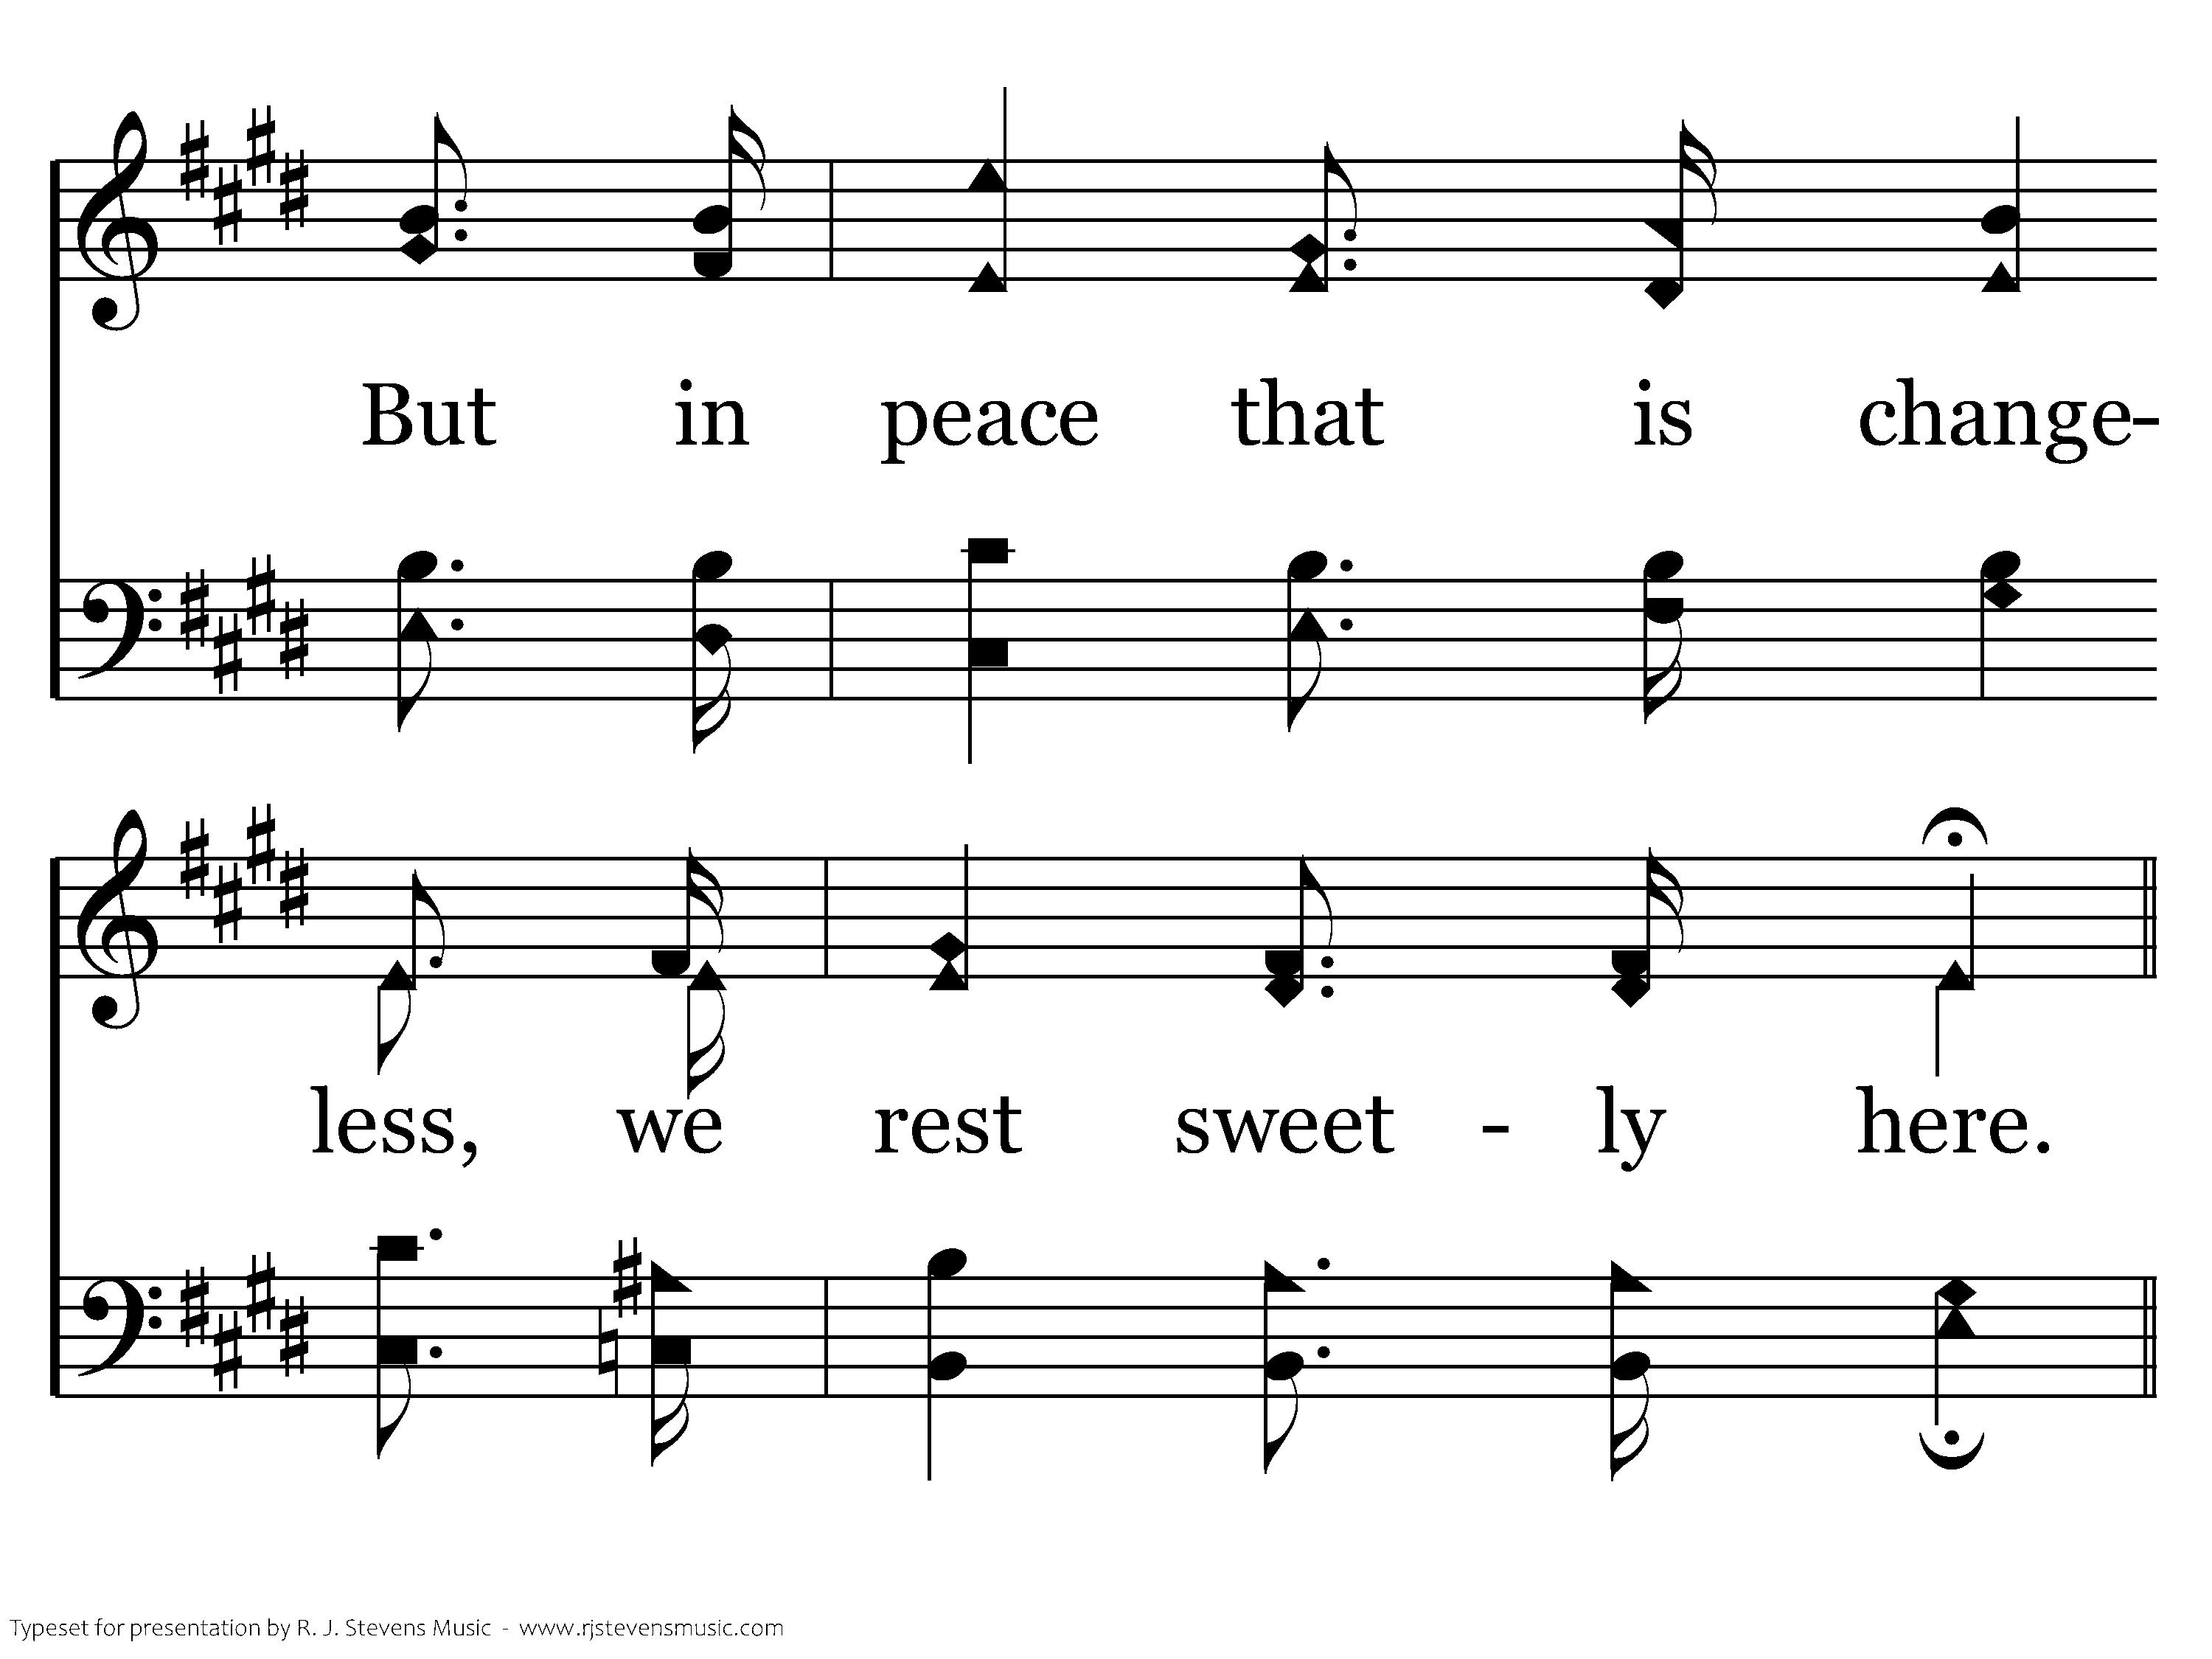 But in peace that is change-
less, we rest sweet - ly here.
Typeset for presentation by R. J. Stevens Music - www.rjstevensmusic.com